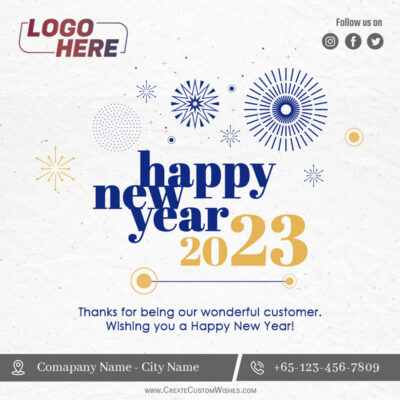 LOGO
HERE
Follow us on
happy
new
year
2023
Thanks for being our wonderful customer.
Wishing you a Happy New Year!
Comapany Name - City Name
+65-123-456-7809
www.CreateCustomWishes.com